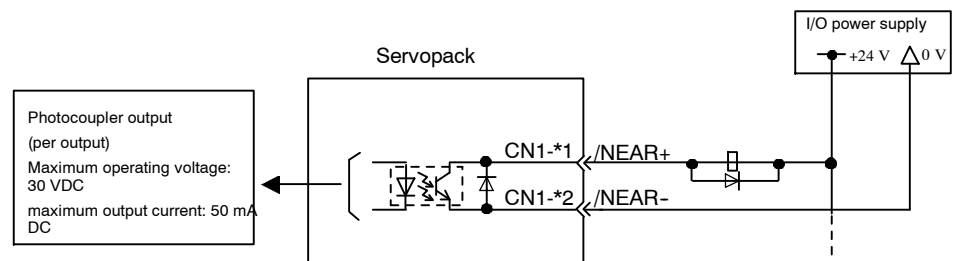 I/O power supply
+24 V
0 V
Servopack
Photocoupler output
(per output)
Maximum operating voltage:
30 VDC
maximum output current: 50 mA
DC
CN1-*1
/NEAR+
CN1-*2
/NEAR-